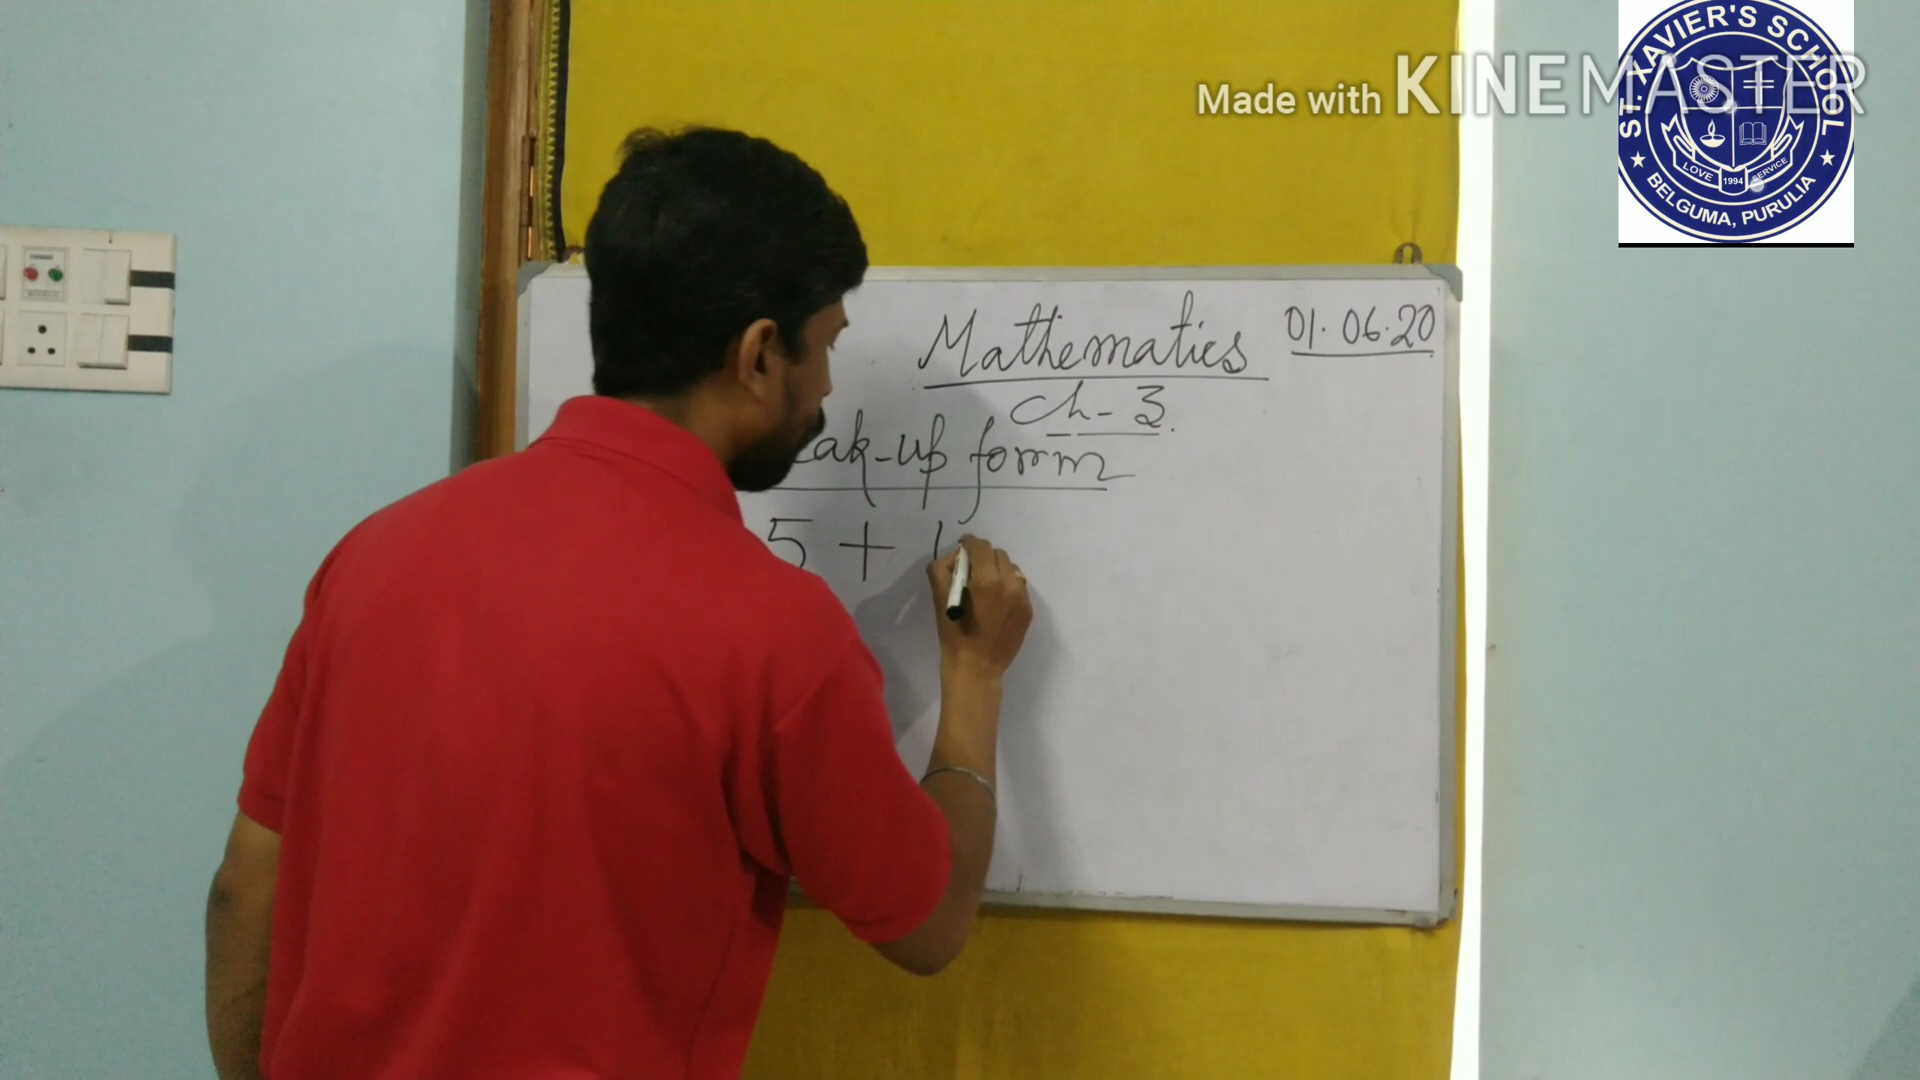 Made with KINEMASTER
ST. XAVIER'S SCHOOL
LOVE 1994 SERVICE
★ BELGUMA, PURULIA ★
Mathematics 01.06.20
Ch-3.
eak-up form
5 + 1